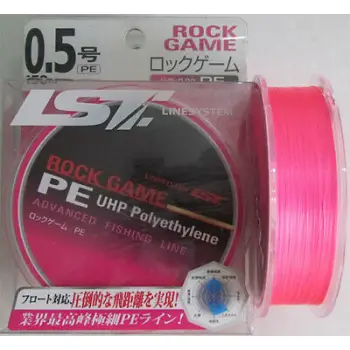 0.5号
(PE)
ROCK
GAME
ロックゲーム
PE
LST.
LINESYSTEM
ROCK GAME
PE UHP Polyethylene
LST.
ADVANCED FISHING LINE
ロックゲーム PE
フロート対応 圧倒的な飛距離を実現!
業界最高峰極細PEライン!